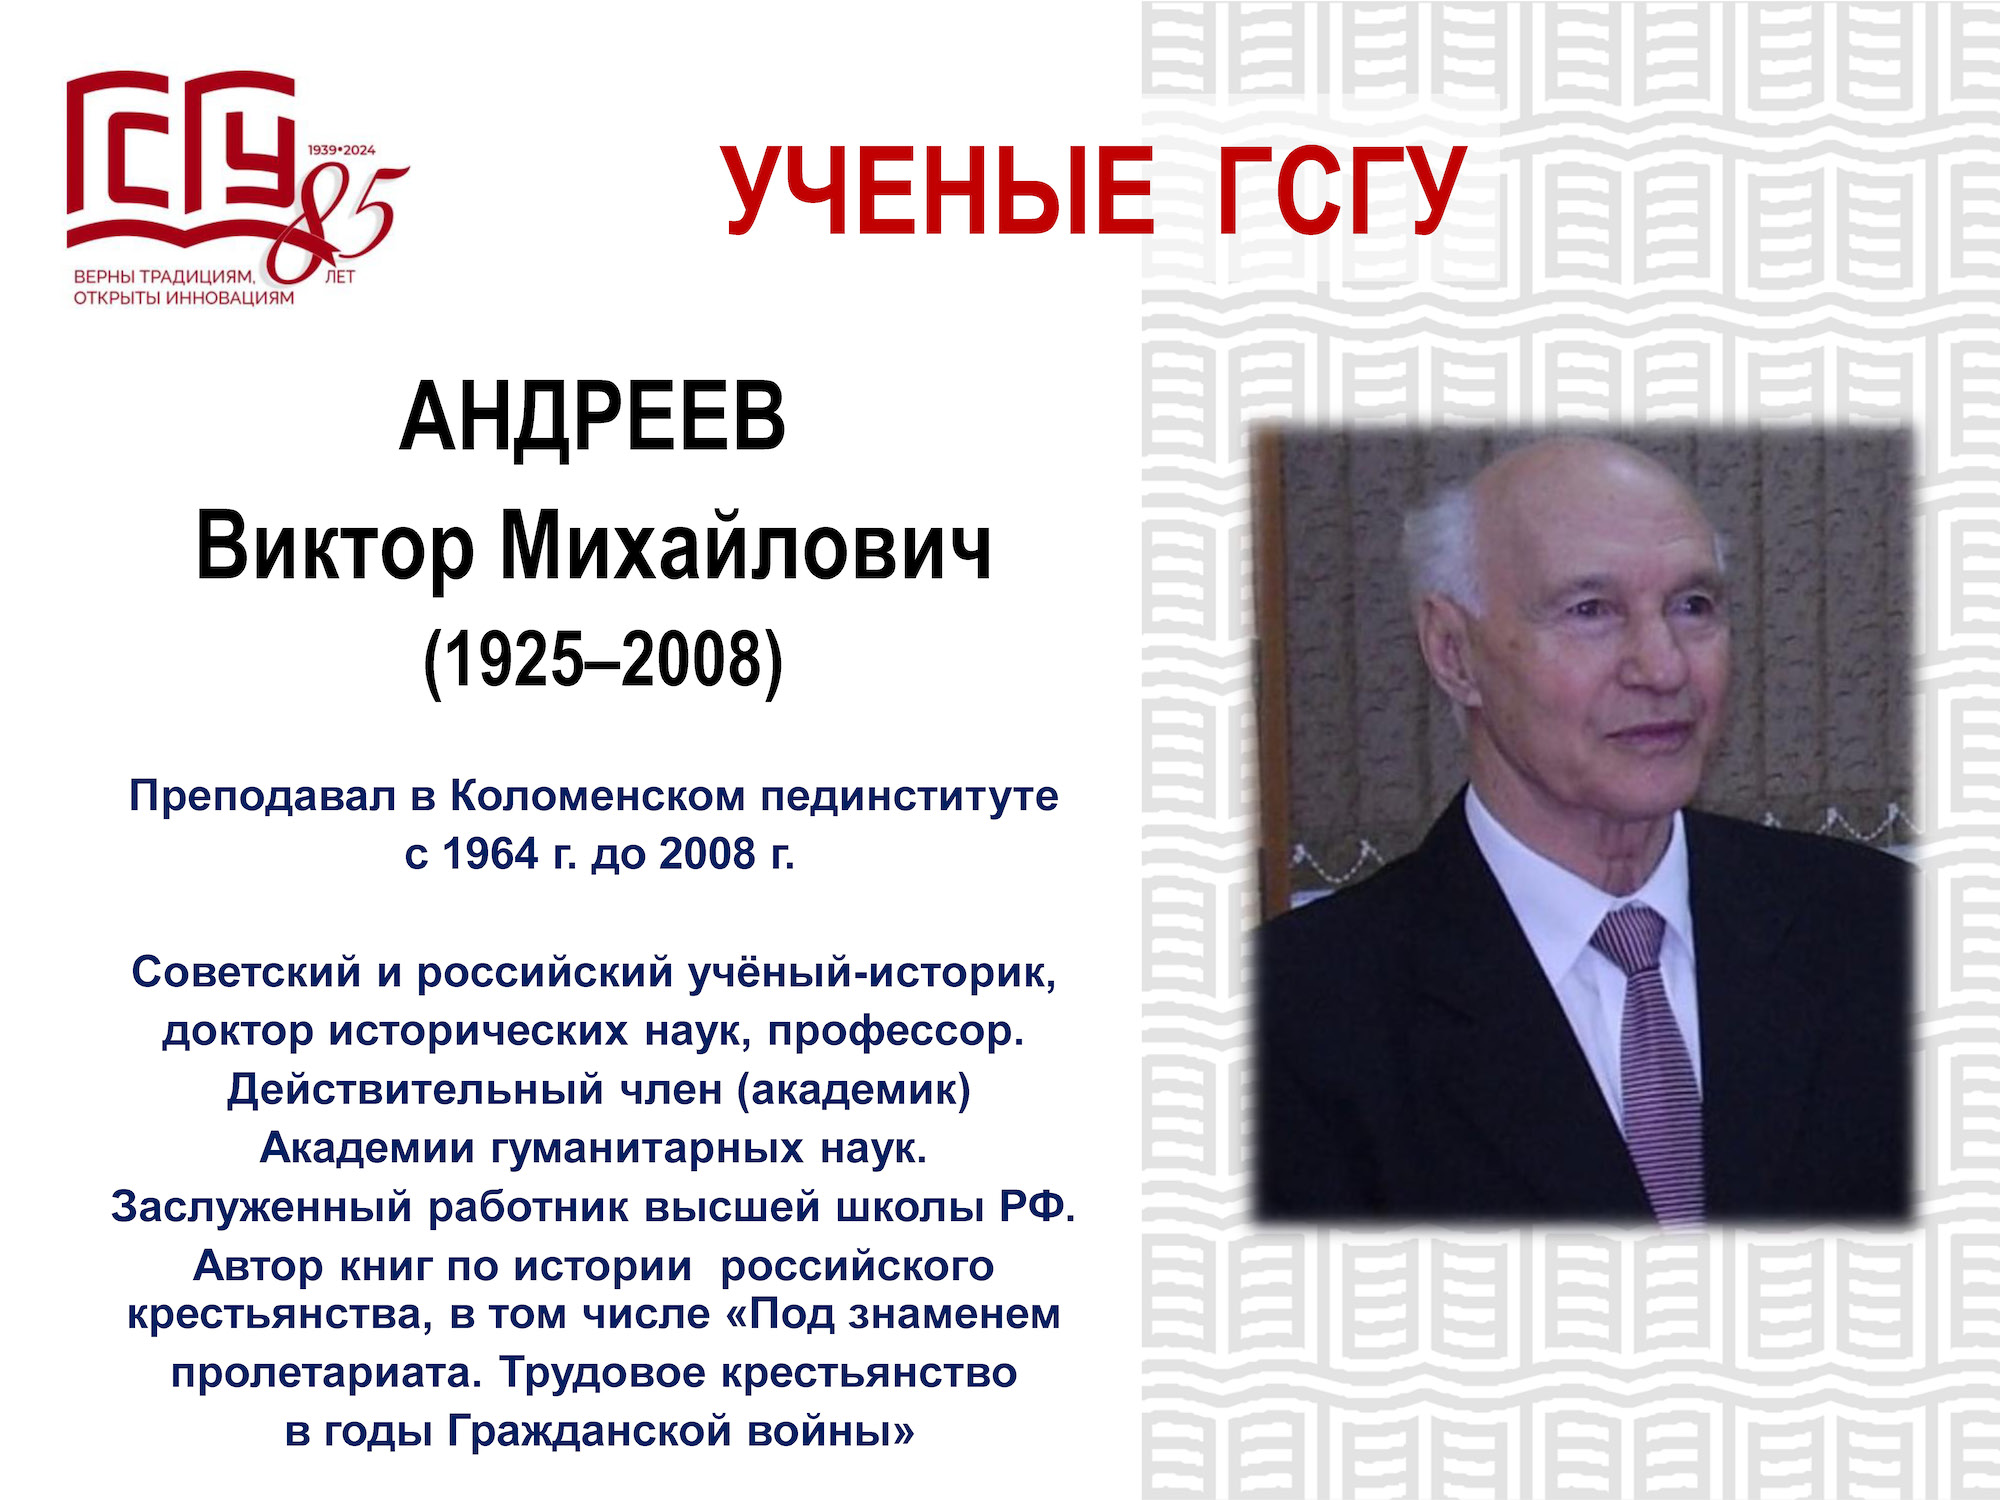 ГСГУ
1939•2024
85
ЛЕТ
ВЕРНЫ ТРАДИЦИЯМ,
ОТКРЫТЫ ИННОВАЦИЯМ
УЧЕНЫЕ ГСГУ
АНДРЕЕВ
Виктор Михайлович
(1925–2008)
Преподавал в Коломенском пединституте
с 1964 г. до 2008 г.
Советский и российский учёный-историк,
доктор исторических наук, профессор.
Действительный член (академик)
Академии гуманитарных наук.
Заслуженный работник высшей школы РФ.
Автор книг по истории российского
крестьянства, в том числе «Под знаменем
пролетариата. Трудовое крестьянство
в годы Гражданской войны»